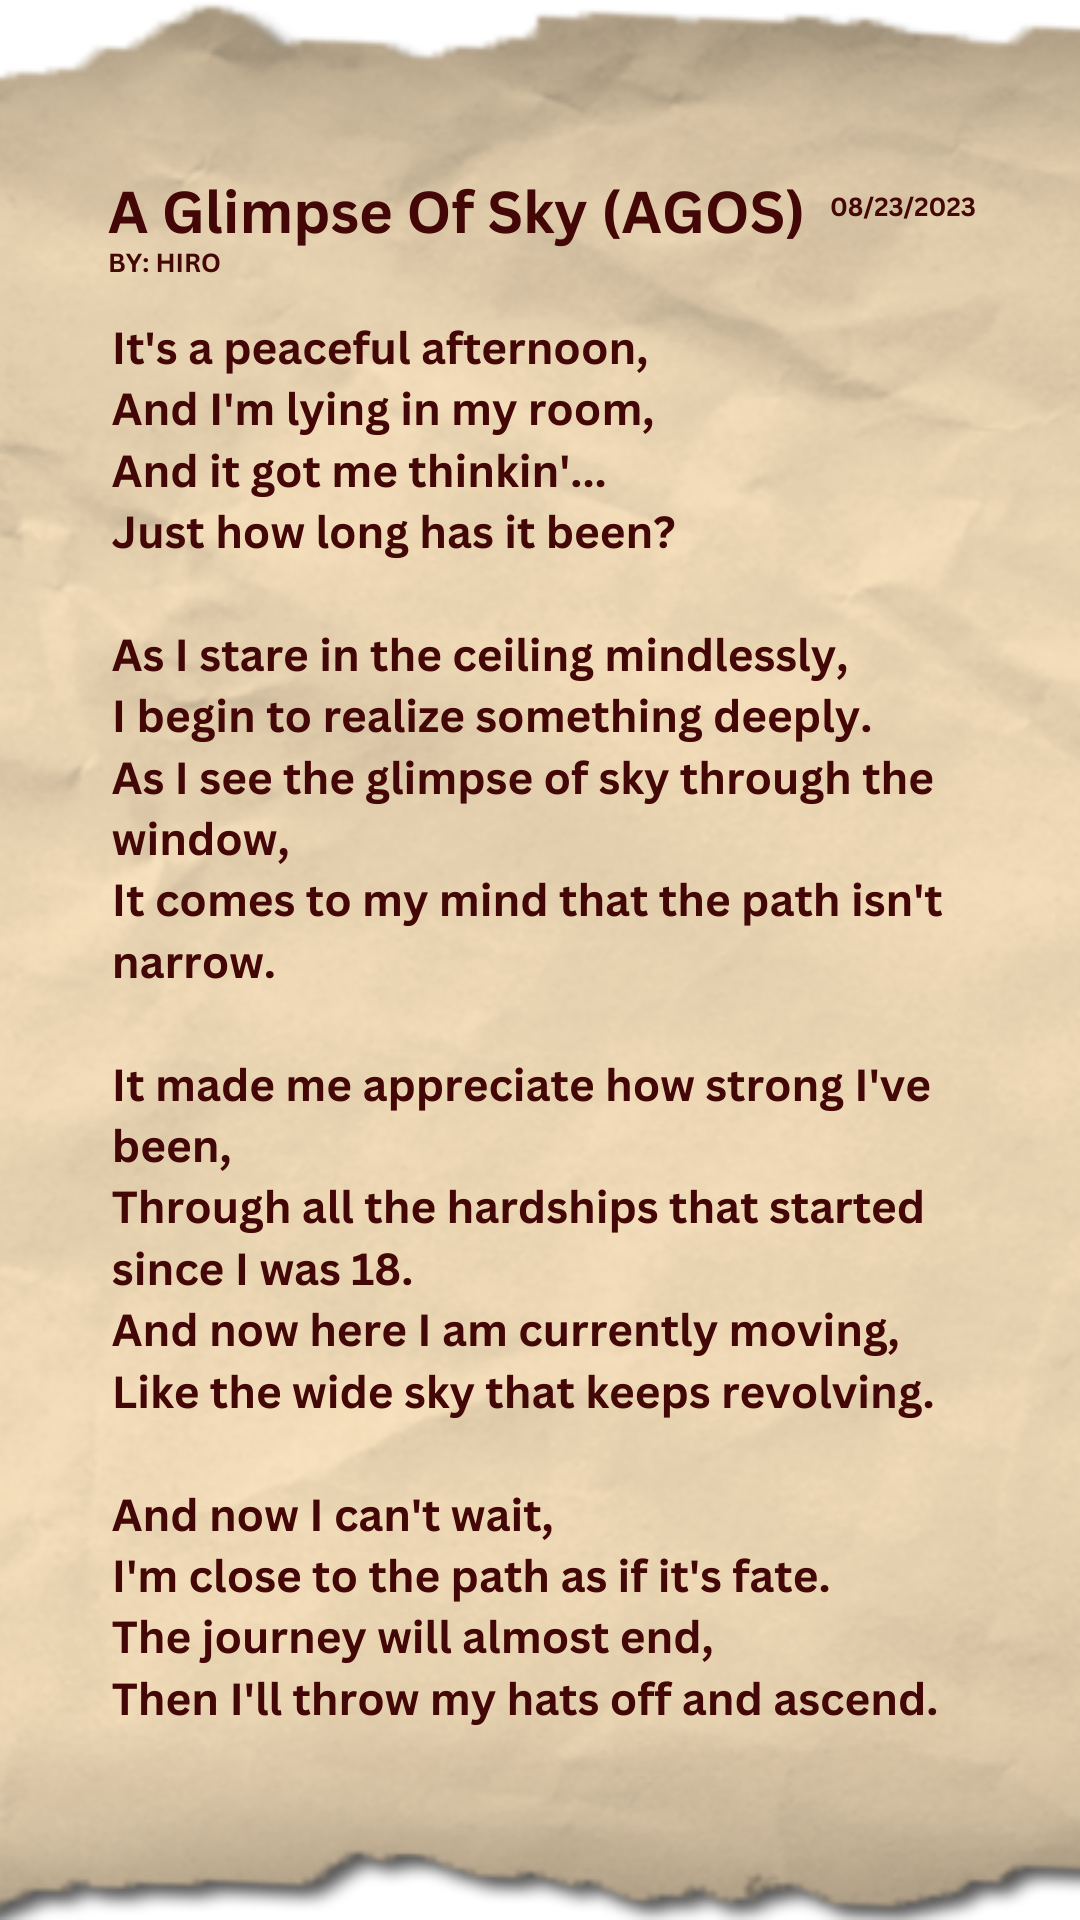 A Glimpse Of Sky (AGOS) 08/23/2023
BY: HIRO
It's a peaceful afternoon,
And I'm lying in my room,
And it got me thinkin'...
Just how long has it been?
As I stare in the ceiling mindlessly,
I begin to realize something deeply.
As I see the glimpse of sky through the
window,
It comes to my mind that the path isn't
narrow.
It made me appreciate how strong I've
been,
Through all the hardships that started
since I was 18.
And now here I am currently moving,
Like the wide sky that keeps revolving.
And now I can't wait,
I'm close to the path as if it's fate.
The journey will almost end,
Then I'll throw my hats off and ascend.